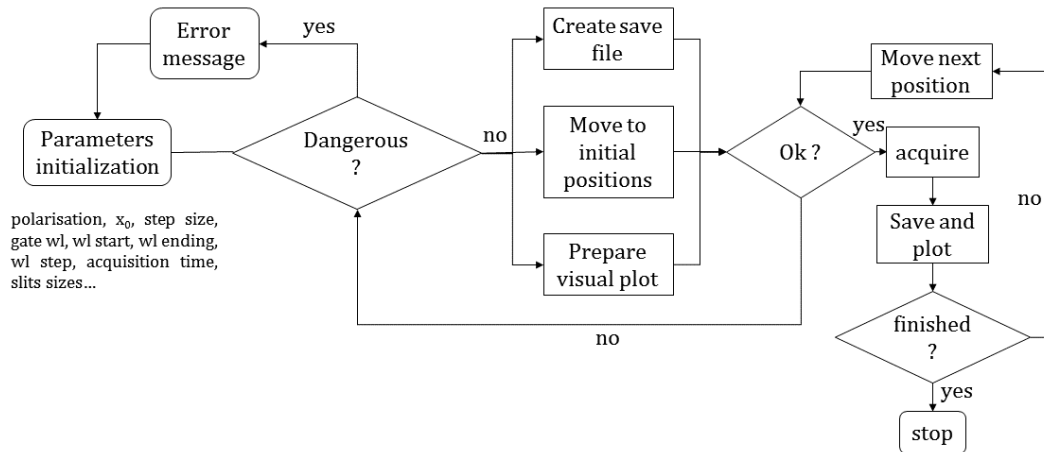 Error
message
yes
Parameters
initialization
polarisation, x₀, step size,
gate wl, wl start, wl ending,
wl step, acquisition time,
slits sizes…
Dangerous
?
no
Create save
file
Move to
initial
positions
Prepare
visual plot
Ok ?
no
yes
Move next
position
acquire
Save and
plot
no
finished
?
yes
stop